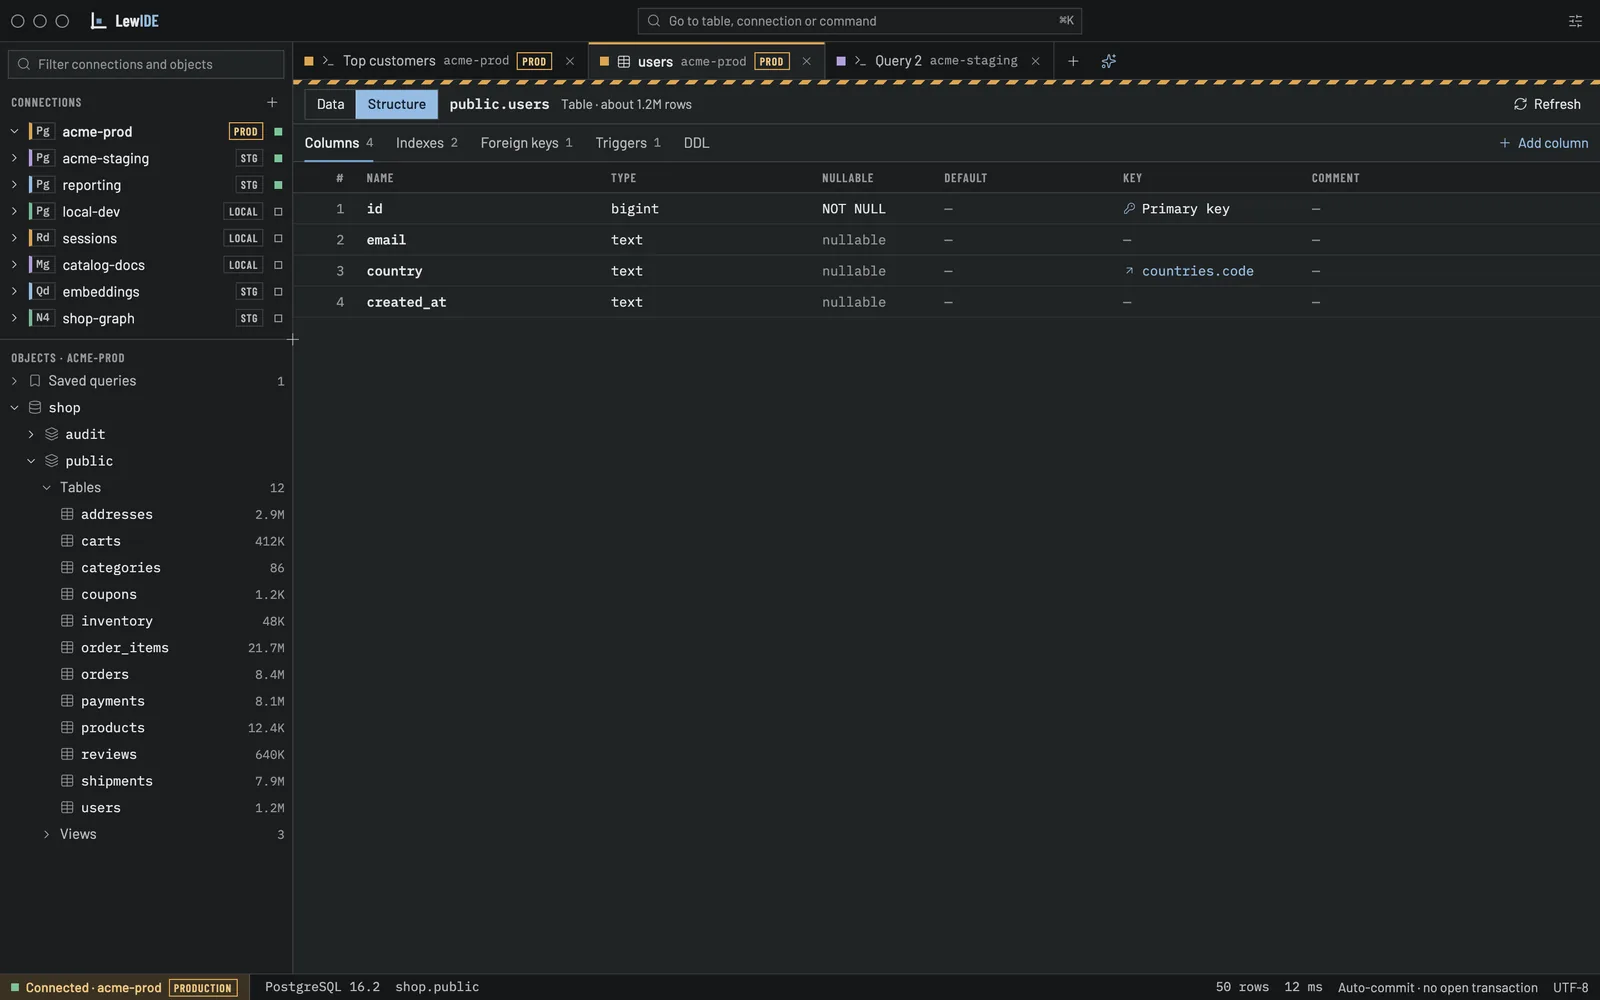 LewIDE
Go to table, connection or command
⌘K
Filter connections and objects
CONNECTIONS
Pg acme-prod PROD
Pg acme-staging STG
Pg reporting STG
Pg local-dev LOCAL
Rd sessions LOCAL
Mg catalog-docs LOCAL
Qd embeddings STG
N4 shop-graph STG
OBJECTS · ACME-PROD
Saved queries 1
shop
audit
public
Tables 12
addresses 2.9M
carts 412K
categories 86
coupons 1.2K
inventory 48K
order_items 21.7M
orders 8.4M
payments 8.1M
products 12.4K
reviews 640K
shipments 7.9M
users 1.2M
Views 3
Top customers acme-prod PROD
users acme-prod PROD
Query 2 acme-staging
Data Structure public.users Table · about 1.2M rows Refresh
Columns 4 Indexes 2 Foreign keys 1 Triggers 1 DDL + Add column
# NAME TYPE NULLABLE DEFAULT KEY COMMENT
1 id bigint NOT NULL — Primary key —
2 email text nullable — — —
3 country text nullable — ↗ countries.code —
4 created_at text nullable — — —
Connected · acme-prod PRODUCTION PostgreSQL 16.2 shop.public 50 rows 12 ms Auto-commit · no open transaction UTF-8